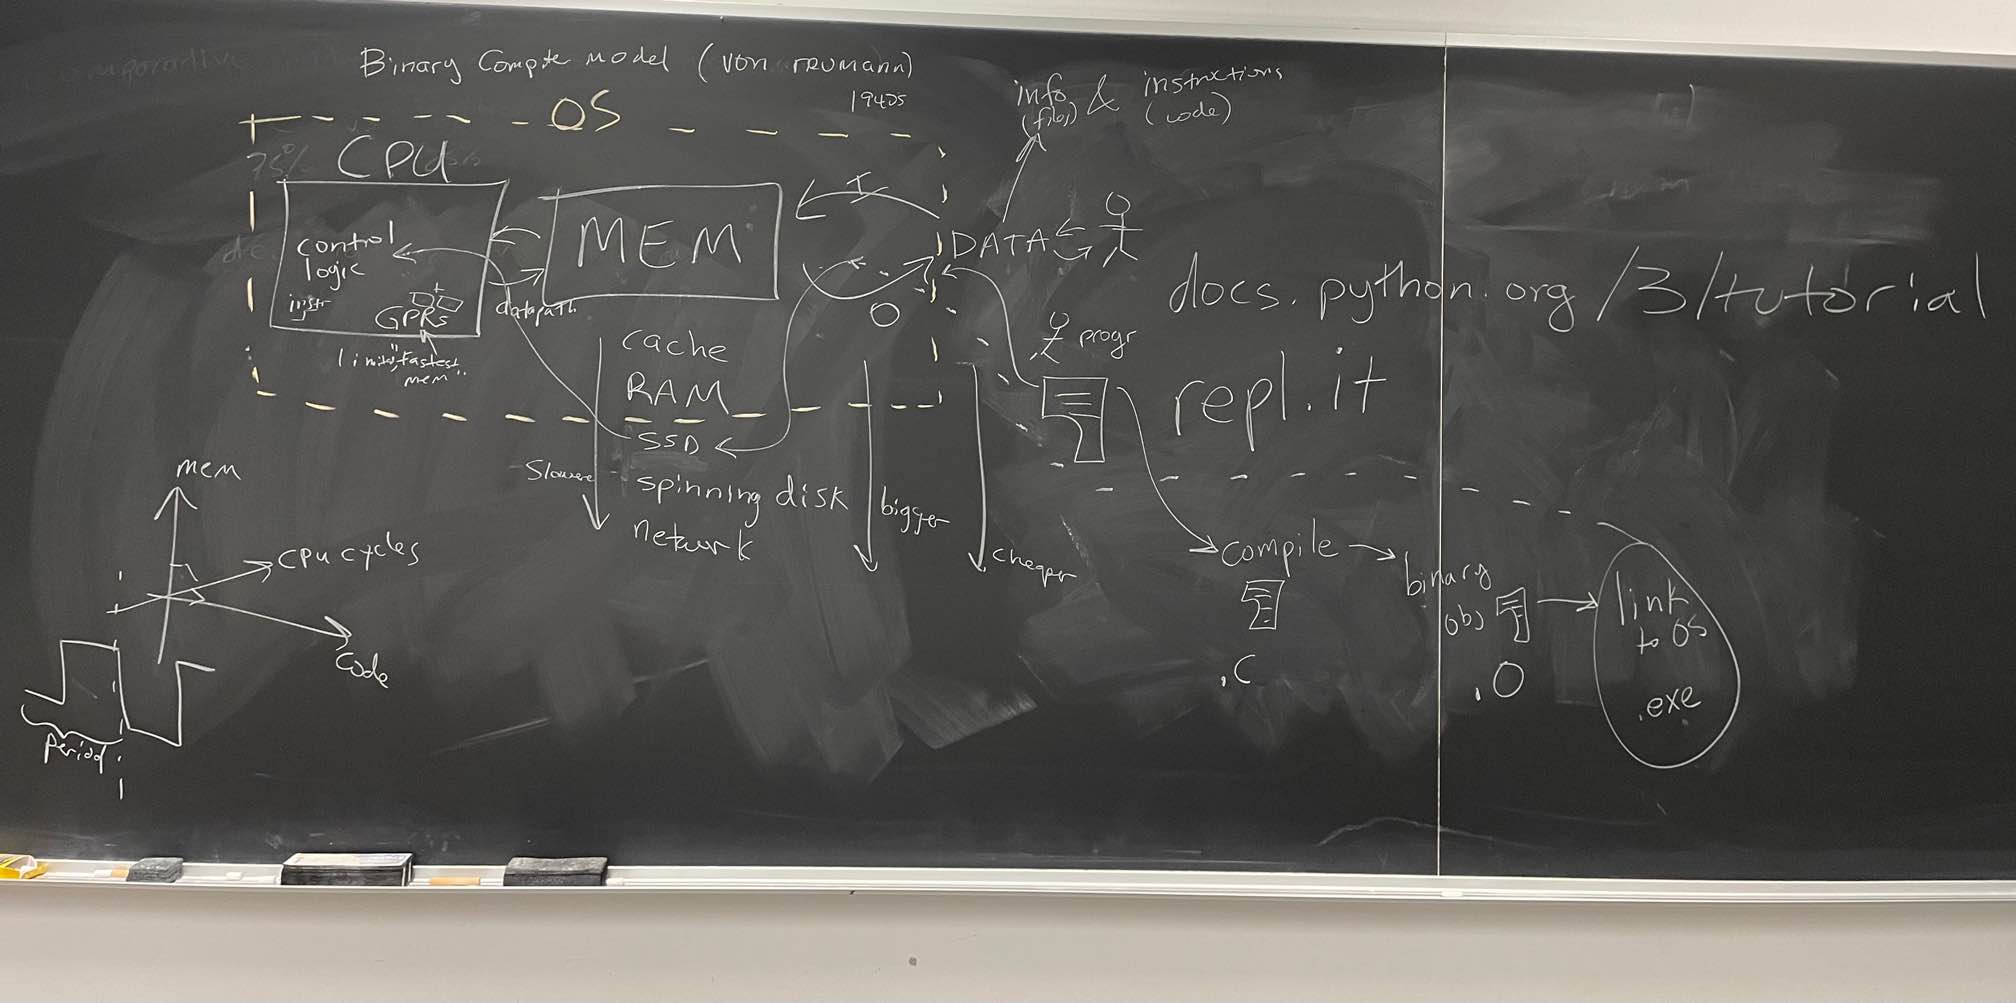 Binary Compute model (von neumann)
1940s
OS
info & instructions
(files) (code)
75%
CPU
control
logic
instr
GPRs
limited, "fastest
mem"
datapath
MEM
I
O
DATA
progr
docs.python.org/3/tutorial
repl.it
cache
RAM
SSD
spinning disk
network
slower
bigger
cheaper
mem
CPU cycles
code
period
compile
.C
binary
obj
.O
link
to OS
.exe